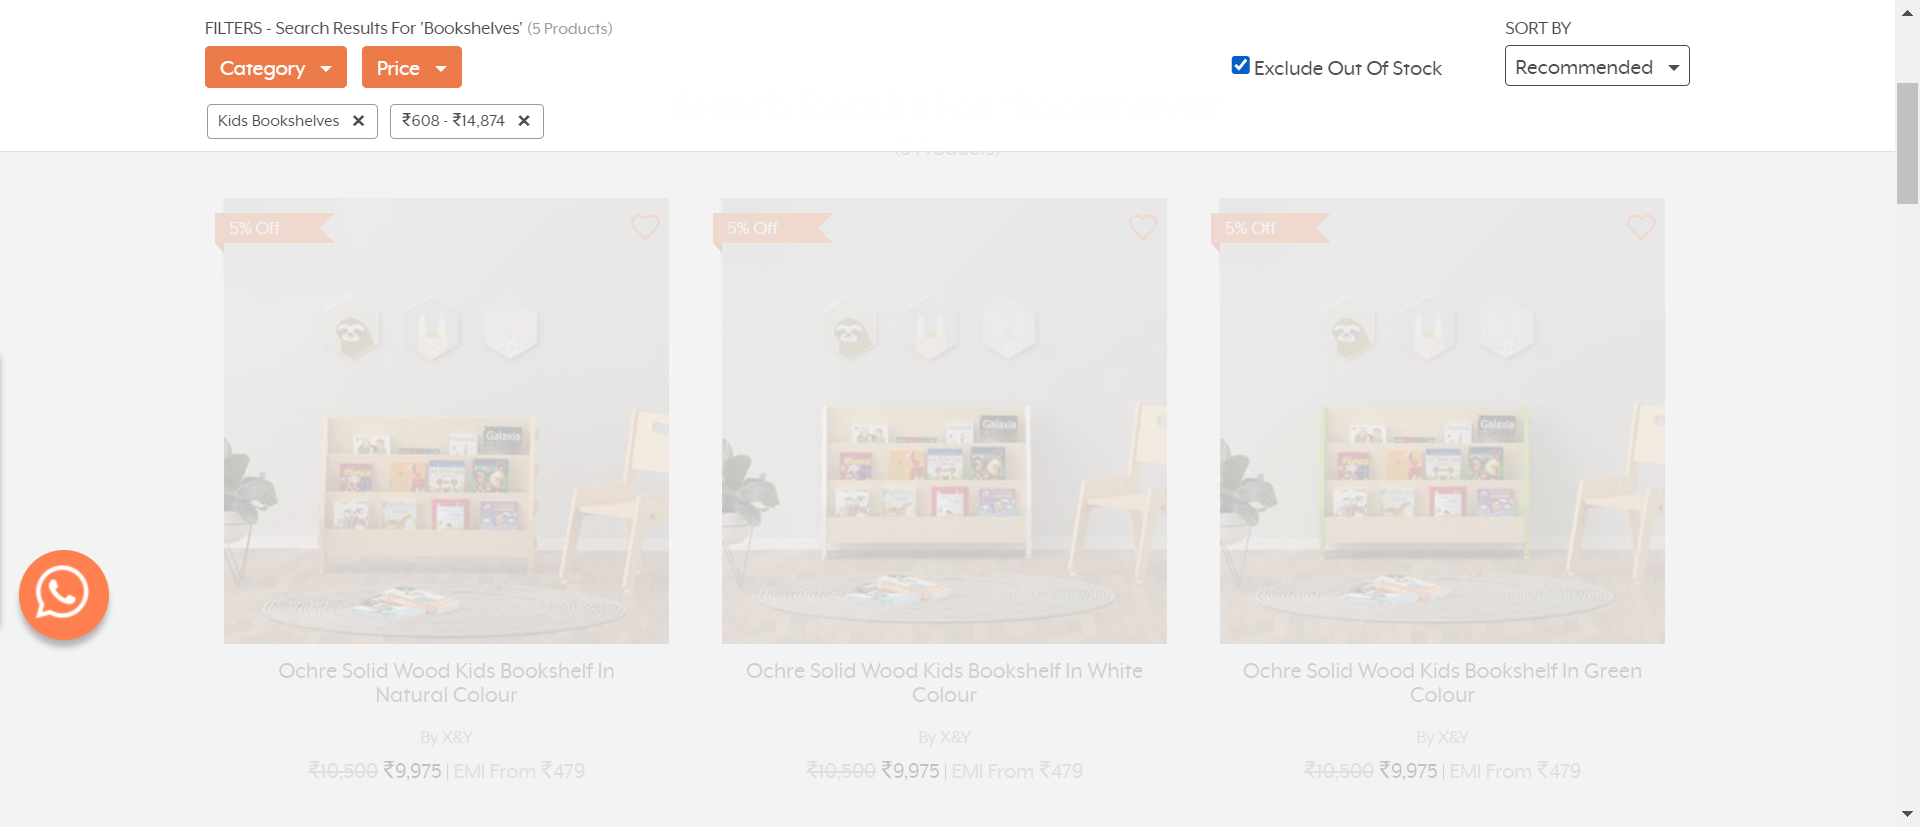 FILTERS - Search Results For 'Bookshelves' (5 Products)
SORT BY
Category
Price
Exclude Out Of Stock
Recommended
Kids Bookshelves
₹608 - ₹14,874
5% Off
5% Off
5% Off
Galaxia
Galaxia
Galaxia
Ochre Solid Wood Kids Bookshelf In
Natural Colour
By X&Y
₹10,500 ₹9,975 | EMI From ₹479
Ochre Solid Wood Kids Bookshelf In White
Colour
By X&Y
₹10,500 ₹9,975 | EMI From ₹479
Ochre Solid Wood Kids Bookshelf In Green
Colour
By X&Y
₹10,500 ₹9,975 | EMI From ₹479